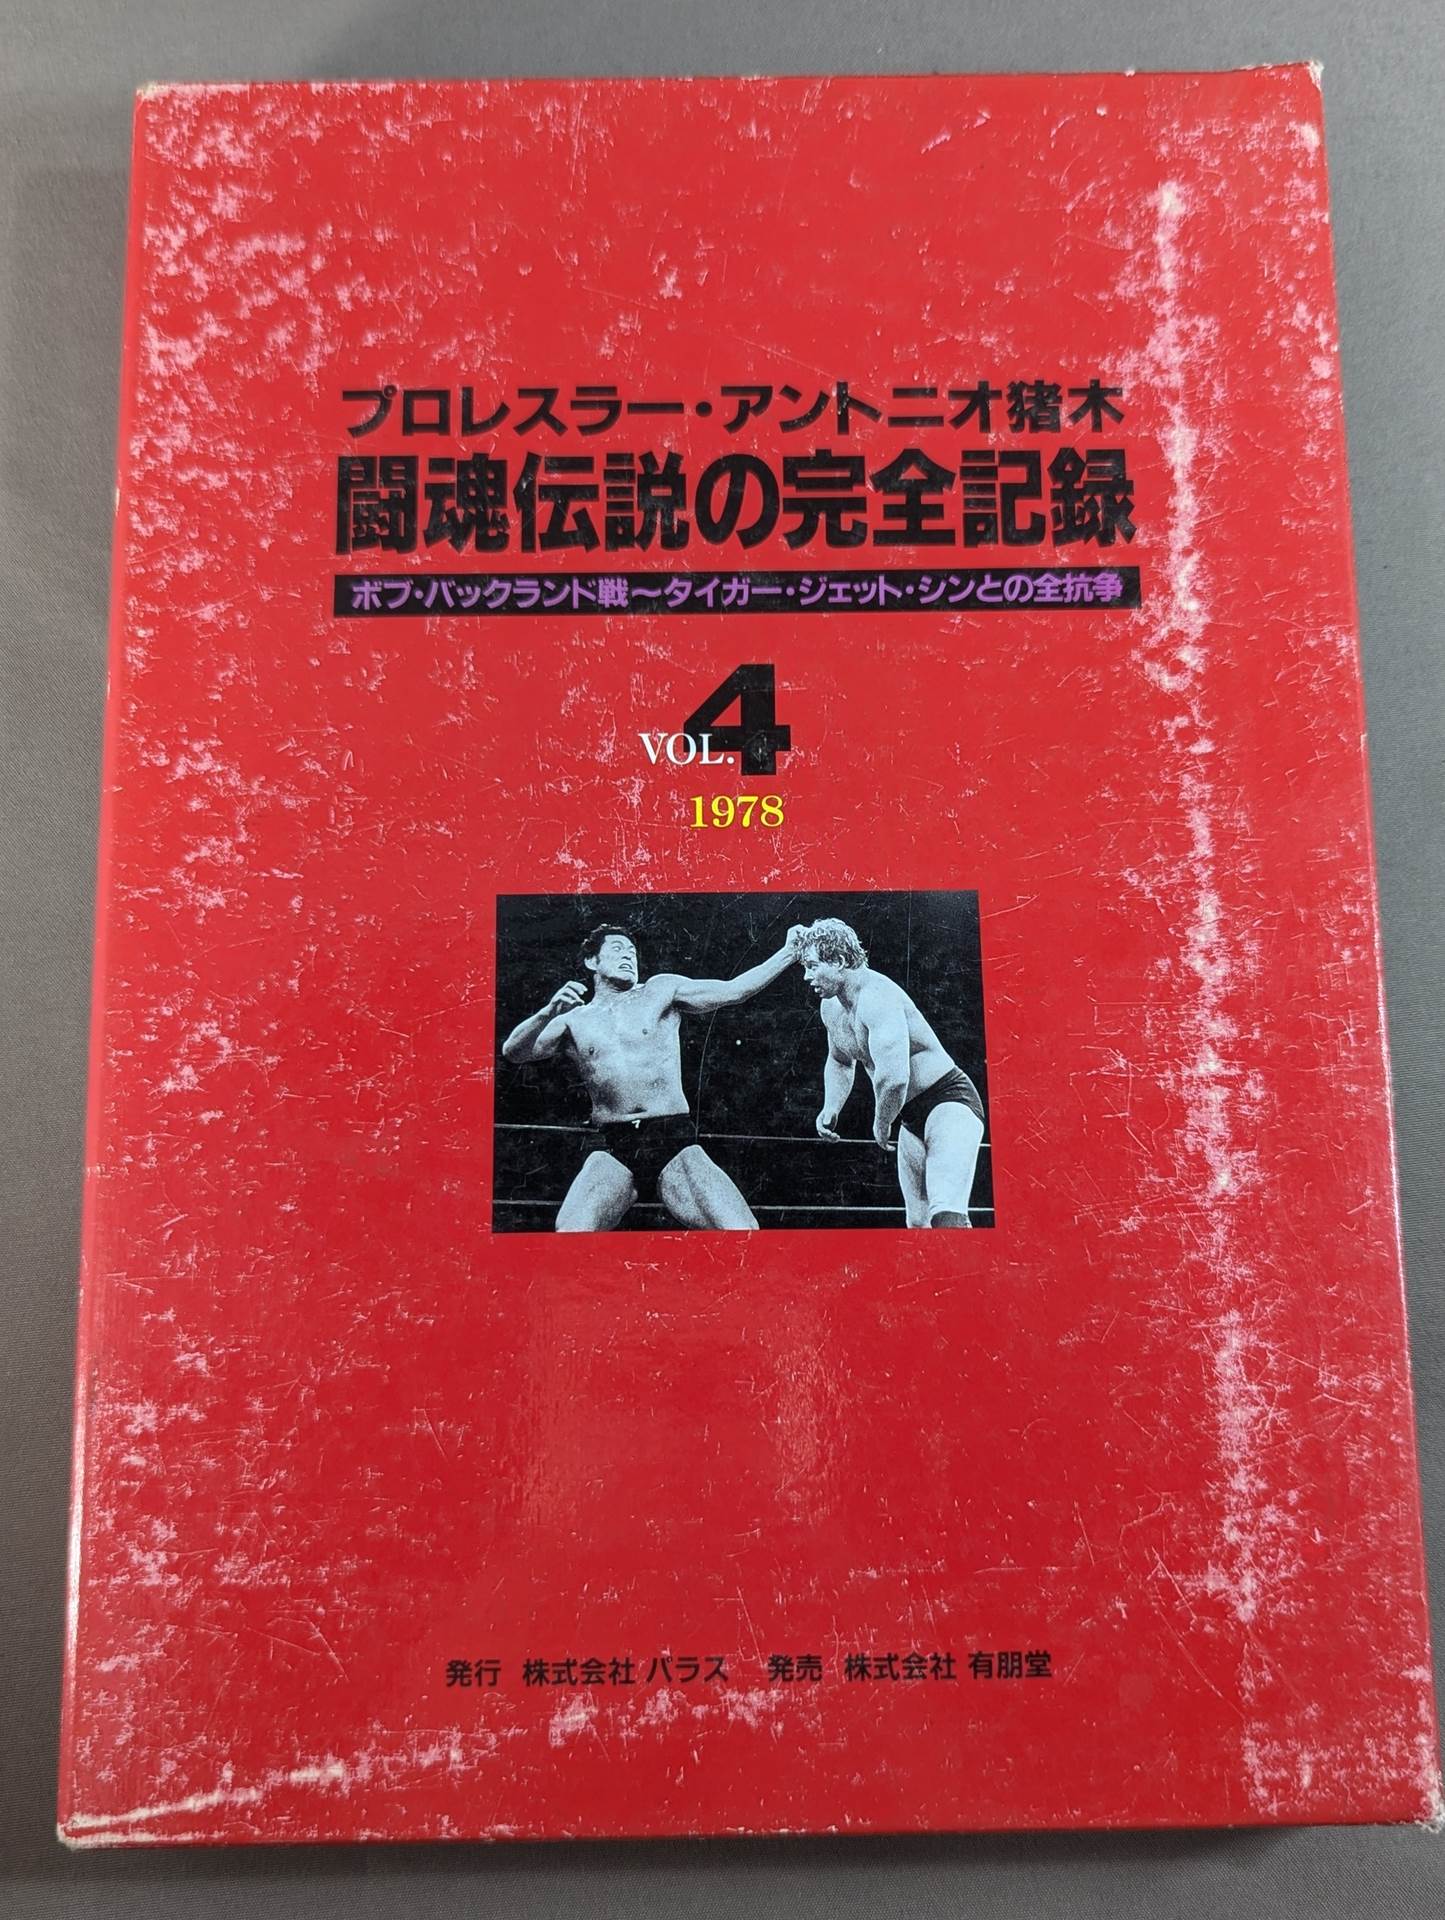 プロレスラー・アントニオ猪木
闘魂伝説の完全記録
ボブ・バックランド戦～タイガー・ジェット・シンとの全抗争
VOL.4
1978
発行 株式会社 パラス 発売 株式会社 有朋堂